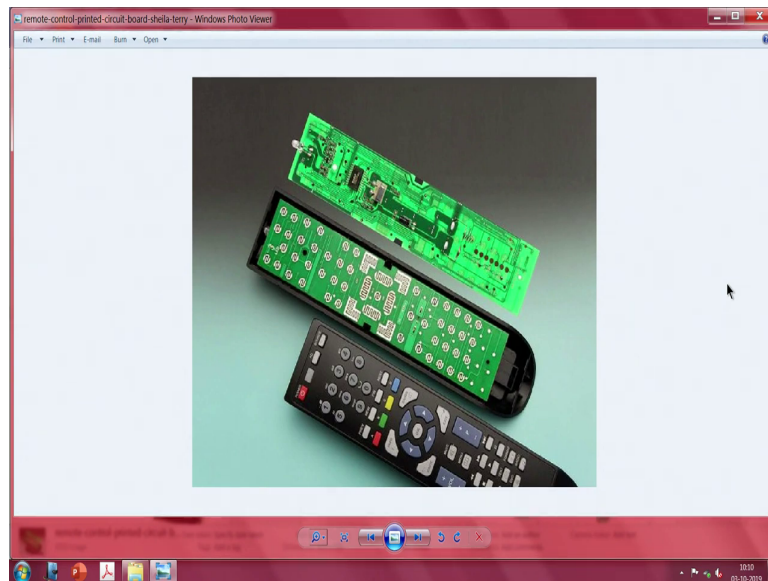 remote-control-printed-circuit-board-sheila-terry - Windows Photo Viewer
File Print E-mail Burn Open
10:10
03-10-2019